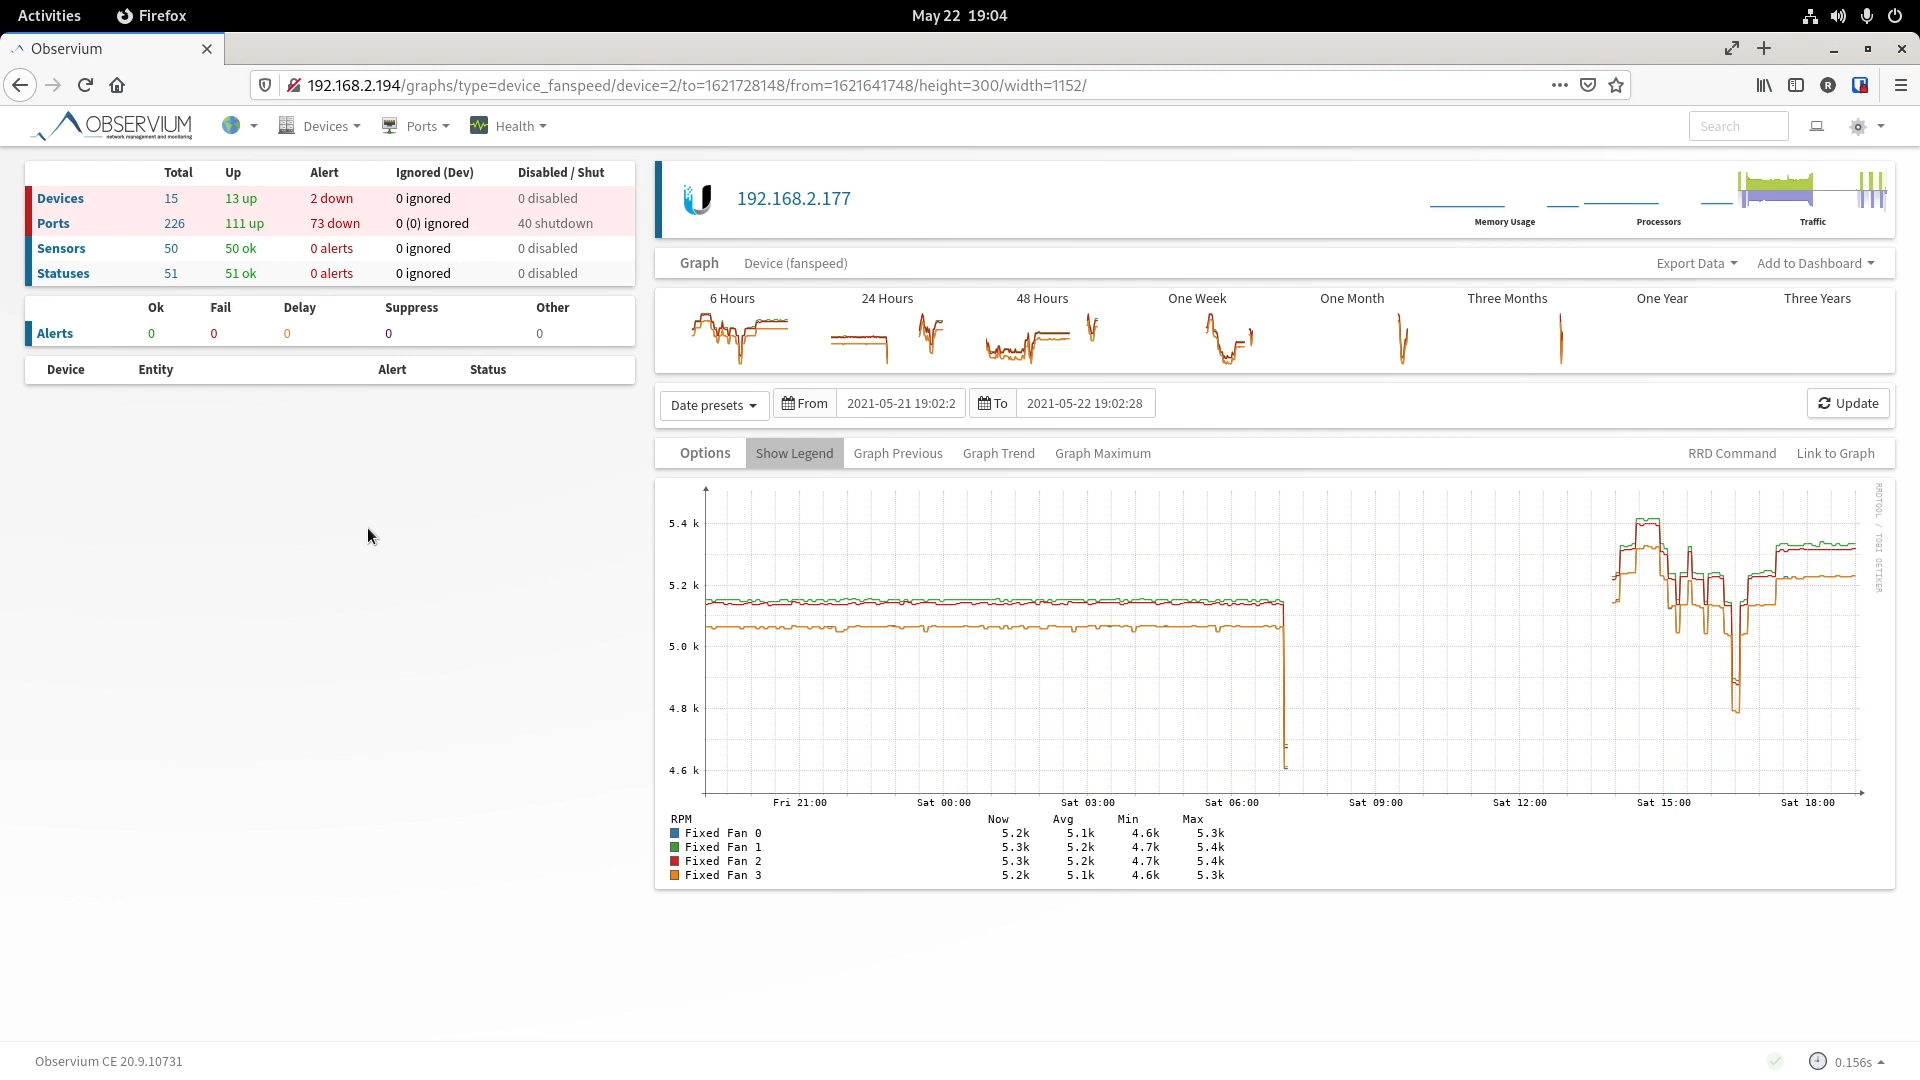 Activities Firefox May 22 19:04
Observium
192.168.2.194/graphs/type=device_fanspeed/device=2/to=1621728148/from=1621641748/height=300/width=1152/
OBSERVIUM Devices Ports Health Search
network management and monitoring
Total Up Alert Ignored (Dev) Disabled / Shut
Devices 15 13 up 2 down 0 ignored 0 disabled
Ports 226 111 up 73 down 0 (0) ignored 40 shutdown
Sensors 50 50 ok 0 alerts 0 ignored 0 disabled
Statuses 51 51 ok 0 alerts 0 ignored 0 disabled
Ok Fail Delay Suppress Other
Alerts 0 0 0 0 0
Device Entity Alert Status
192.168.2.177
Memory Usage Processors Traffic
Graph Device (fanspeed) Export Data Add to Dashboard
6 Hours 24 Hours 48 Hours One Week One Month Three Months One Year Three Years
Date presets From 2021-05-21 19:02:2 To 2021-05-22 19:02:28 Update
Options Show Legend Graph Previous Graph Trend Graph Maximum RRD Command Link to Graph
RRDTOOL / TOBI OETIKER
5.4 k
5.2 k
5.0 k
4.8 k
4.6 k
Fri 21:00 Sat 00:00 Sat 03:00 Sat 06:00 Sat 09:00 Sat 12:00 Sat 15:00 Sat 18:00
RPM Now Avg Min Max
Fixed Fan 0 5.2k 5.1k 4.6k 5.3k
Fixed Fan 1 5.3k 5.2k 4.7k 5.4k
Fixed Fan 2 5.3k 5.2k 4.7k 5.4k
Fixed Fan 3 5.2k 5.1k 4.6k 5.3k
Observium CE 20.9.10731 0.156s